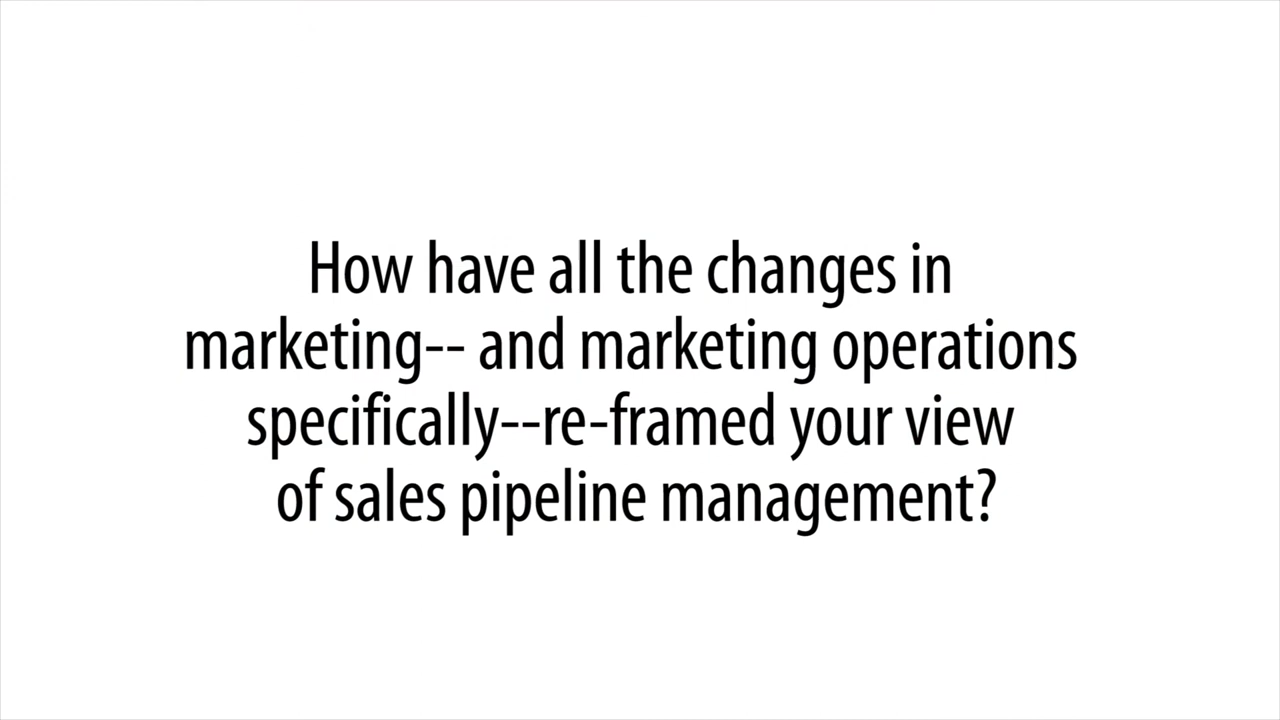 How have all the changes in
marketing-- and marketing operations
specifically--re-framed your view
of sales pipeline management?